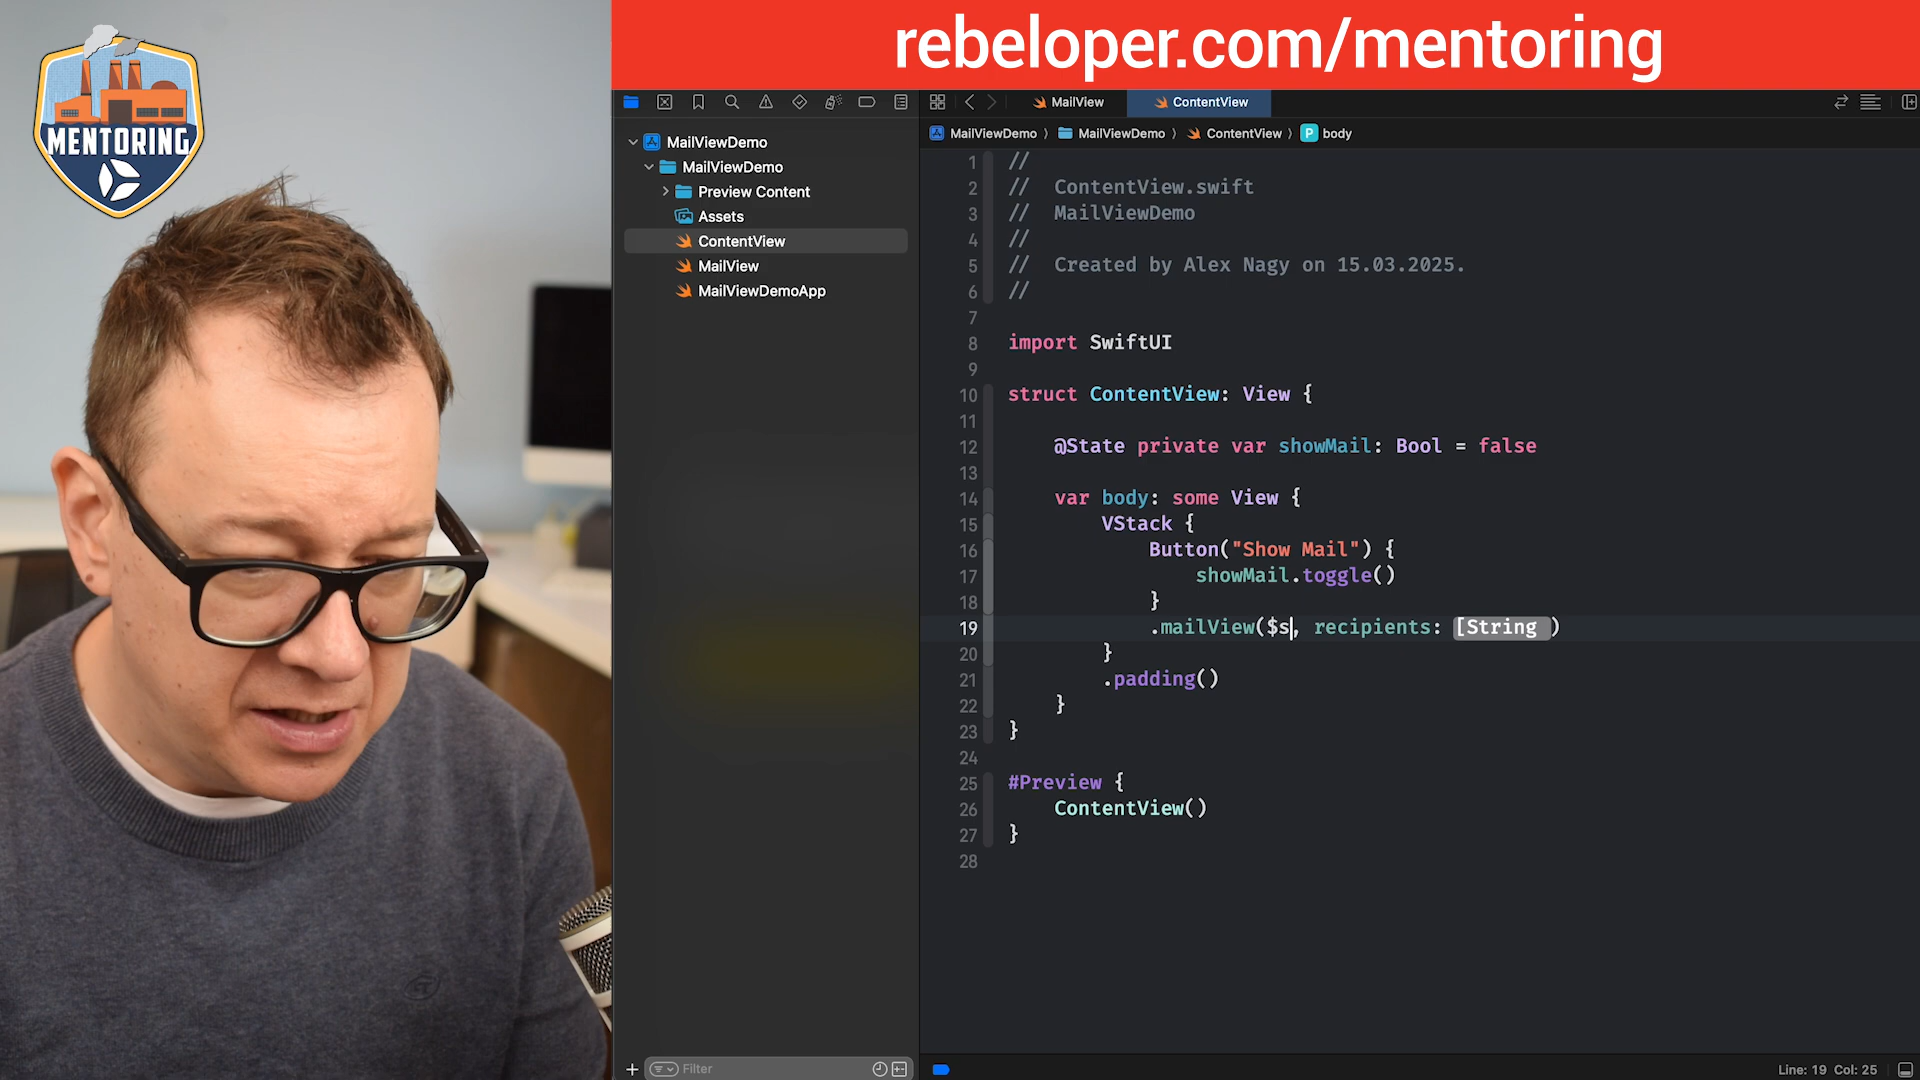 MENTORING
rebeloper.com/mentoring
MailView
ContentView
MailViewDemo
MailViewDemo
ContentView
body
MailViewDemo
MailViewDemo
Preview Content
Assets
ContentView
MailView
MailViewDemoApp
1 //
2 // ContentView.swift
3 // MailViewDemo
4 //
5 // Created by Alex Nagy on 15.03.2025.
6 //
7
8 import SwiftUI
9
10 struct ContentView: View {
11
12 @State private var showMail: Bool = false
13
14 var body: some View {
15 VStack {
16 Button("Show Mail") {
17 showMail.toggle()
18 }
19 .mailView($s, recipients: [String )
20 }
21 .padding()
22 }
23 }
24
25 #Preview {
26 ContentView()
27 }
28
Filter
Line: 19 Col: 25